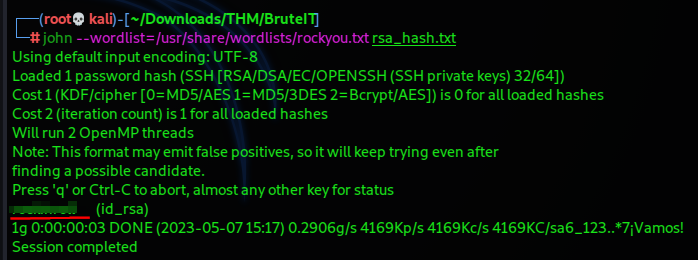 (root💀kali)-[~/Downloads/THM/BruteIT]
# john --wordlist=/usr/share/wordlists/rockyou.txt rsa_hash.txt
Using default input encoding: UTF-8
Loaded 1 password hash (SSH [RSA/DSA/EC/OPENSSH (SSH private keys) 32/64])
Cost 1 (KDF/cipher [0=MD5/AES 1=MD5/3DES 2=Bcrypt/AES]) is 0 for all loaded hashes
Cost 2 (iteration count) is 1 for all loaded hashes
Will run 2 OpenMP threads
Note: This format may emit false positives, so it will keep trying even after
finding a possible candidate.
Press 'q' or Ctrl-C to abort, almost any other key for status
(id_rsa)
1g 0:00:00:03 DONE (2023-05-07 15:17) 0.2906g/s 4169Kp/s 4169Kc/s 4169KC/sa6_123..*7¡Vamos!
Session completed